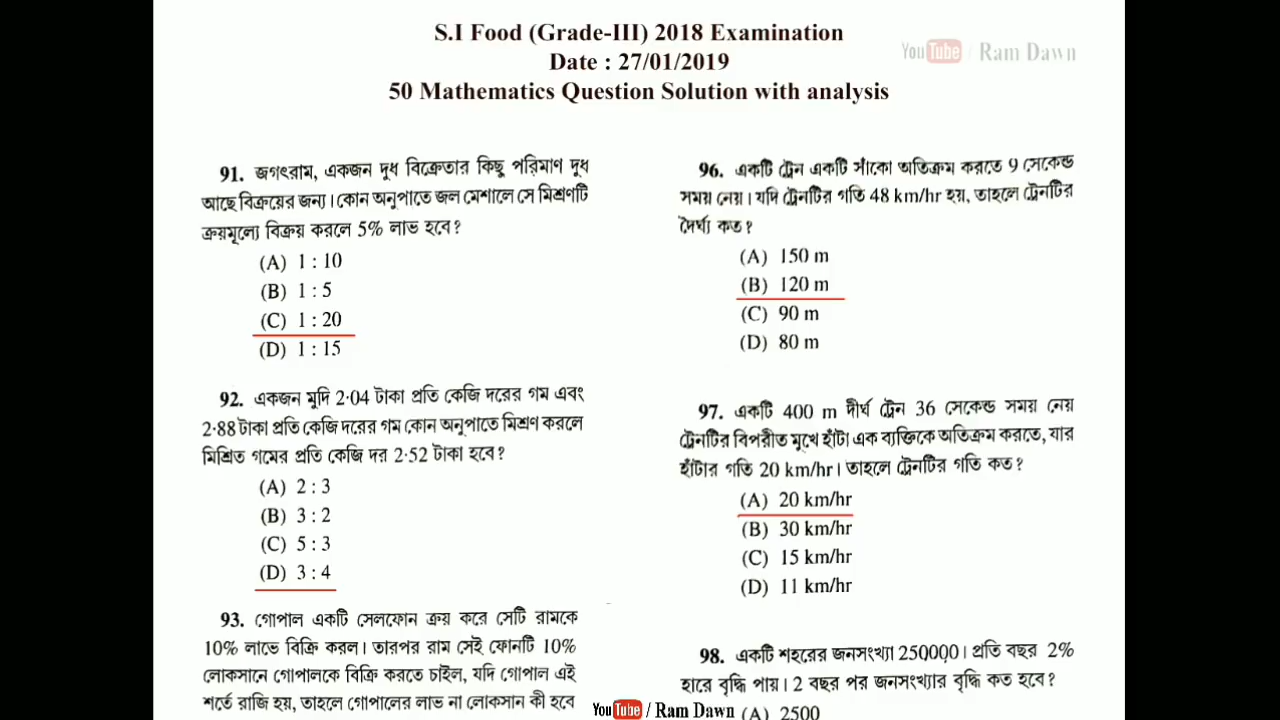 S.I Food (Grade-III) 2018 Examination
Date : 27/01/2019
50 Mathematics Question Solution with analysis
YouTube / Ram Dawn
91. জগৎরাম, একজন দুধ বিক্রেতার কিছু পরিমাণ দুধ
আছে বিক্রয়ের জন্য। কোন অনুপাতে জল মেশালে সে মিশ্রণটি
ক্রয়মূল্যে বিক্রয় করলে 5% লাভ হবে?
(A) 1 : 10
(B) 1 : 5
(C) 1 : 20
(D) 1 : 15
92. একজন মুদি 2·04 টাকা প্রতি কেজি দরের গম এবং
2·88 টাকা প্রতি কেজি দরের গম কোন অনুপাতে মিশ্রণ করলে
মিশ্রিত গমের প্রতি কেজি দর 2·52 টাকা হবে?
(A) 2 : 3
(B) 3 : 2
(C) 5 : 3
(D) 3 : 4
93. গোপাল একটি সেলফোন ক্রয় করে সেটি রামকে
10% লাভে বিক্রি করল। তারপর রাম সেই ফোনটি 10%
লোকসানে গোপালকে বিক্রি করতে চাইল, যদি গোপাল এই
শর্তে রাজি হয়, তাহলে গোপালের লাভ না লোকসান কী হবে
96. একটি ট্রেন একটি সাঁকো অতিক্রম করতে 9 সেকেন্ড
সময় নেয়। যদি ট্রেনটির গতি 48 km/hr হয়, তাহলে ট্রেনটির
দৈর্ঘ্য কত?
(A) 150 m
(B) 120 m
(C) 90 m
(D) 80 m
97. একটি 400 m দীর্ঘ ট্রেন 36 সেকেন্ড সময় নেয়
ট্রেনটির বিপরীত মুখে হাঁটা এক ব্যক্তিকে অতিক্রম করতে, যার
হাঁটার গতি 20 km/hr। তাহলে ট্রেনটির গতি কত?
(A) 20 km/hr
(B) 30 km/hr
(C) 15 km/hr
(D) 11 km/hr
98. একটি শহরের জনসংখ্যা 250000। প্রতি বছর 2%
হারে বৃদ্ধি পায়। 2 বছর পর জনসংখ্যার বৃদ্ধি কত হবে?
(A) 2500
YouTube / Ram Dawn